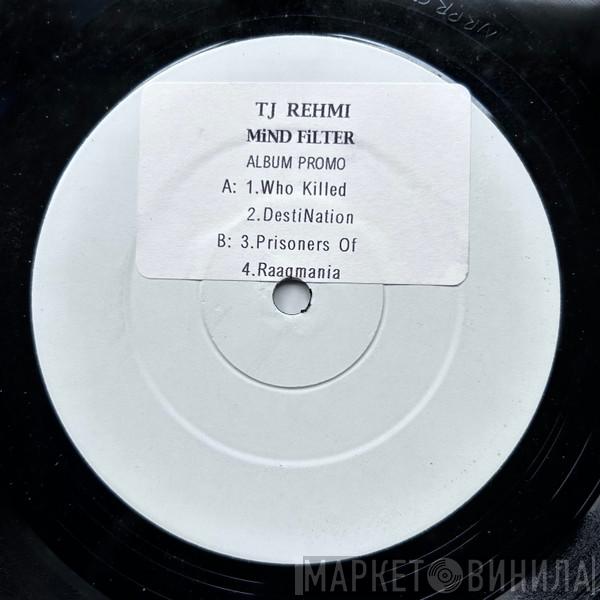 TJ REHMI
MiND FiLTER
ALBUM PROMO
A: 1.Who Killed
2.DestiNation
B: 3.Prisoners Of
4.Raagmania
МАРКЕТ ВИНИЛА